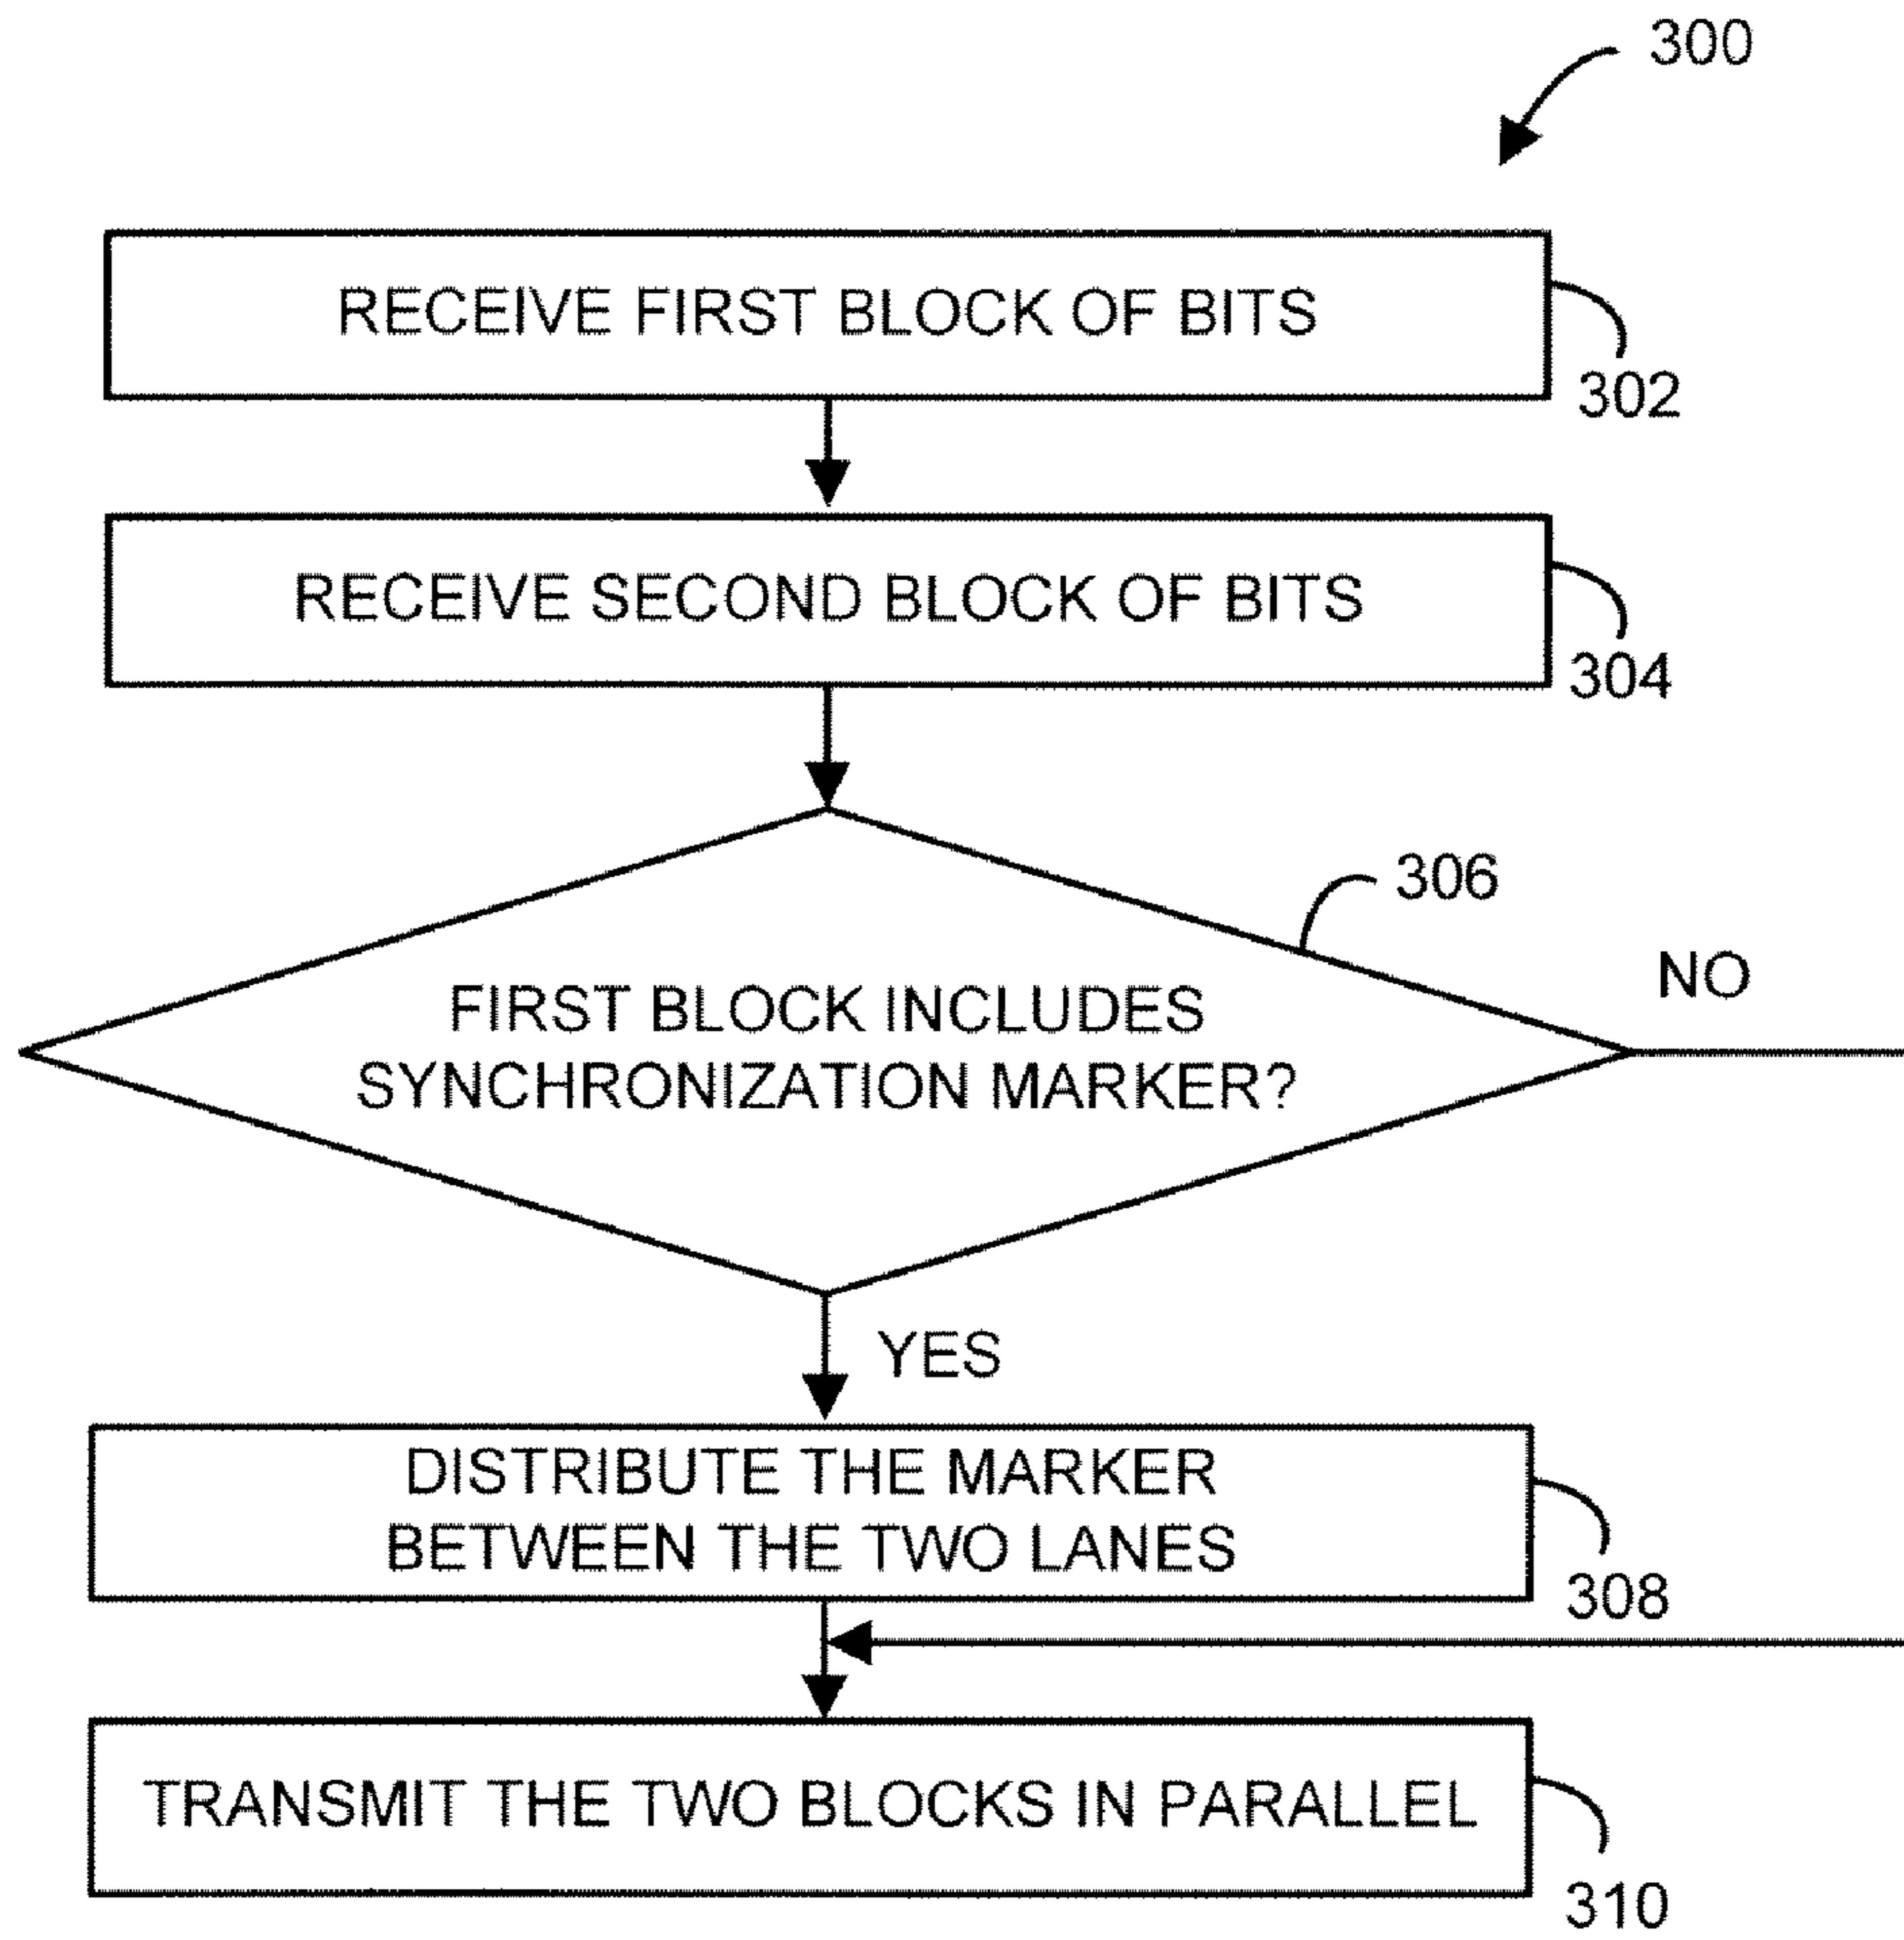 300
RECEIVE FIRST BLOCK OF BITS
302
RECEIVE SECOND BLOCK OF BITS
304
306
NO
FIRST BLOCK INCLUDES
SYNCHRONIZATION MARKER?
YES
DISTRIBUTE THE MARKER
BETWEEN THE TWO LANES
308
TRANSMIT THE TWO BLOCKS IN PARALLEL
310